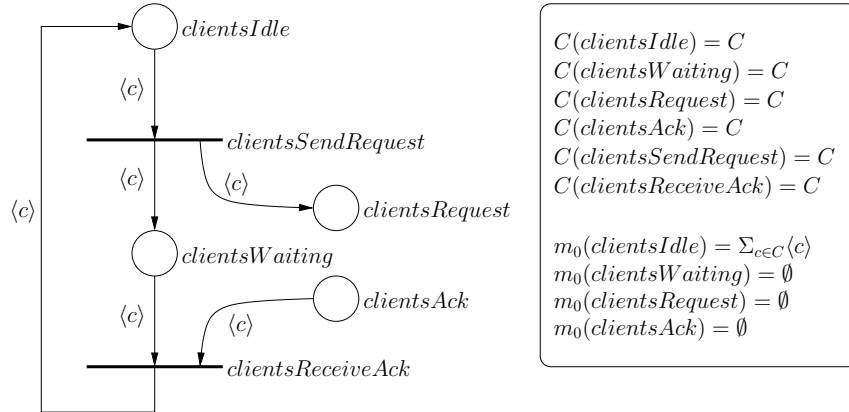 clientsIdle
⟨c⟩
clientsSendRequest
⟨c⟩
⟨c⟩
⟨c⟩
clientsRequest
clientsWaiting
clientsAck
⟨c⟩
⟨c⟩
clientsReceiveAck
C(clientsIdle) = C
C(clientsWaiting) = C
C(clientsRequest) = C
C(clientsAck) = C
C(clientsSendRequest) = C
C(clientsReceiveAck) = C
m₀(clientsIdle) = Σ_{c∈C}⟨c⟩
m₀(clientsWaiting) = ∅
m₀(clientsRequest) = ∅
m₀(clientsAck) = ∅